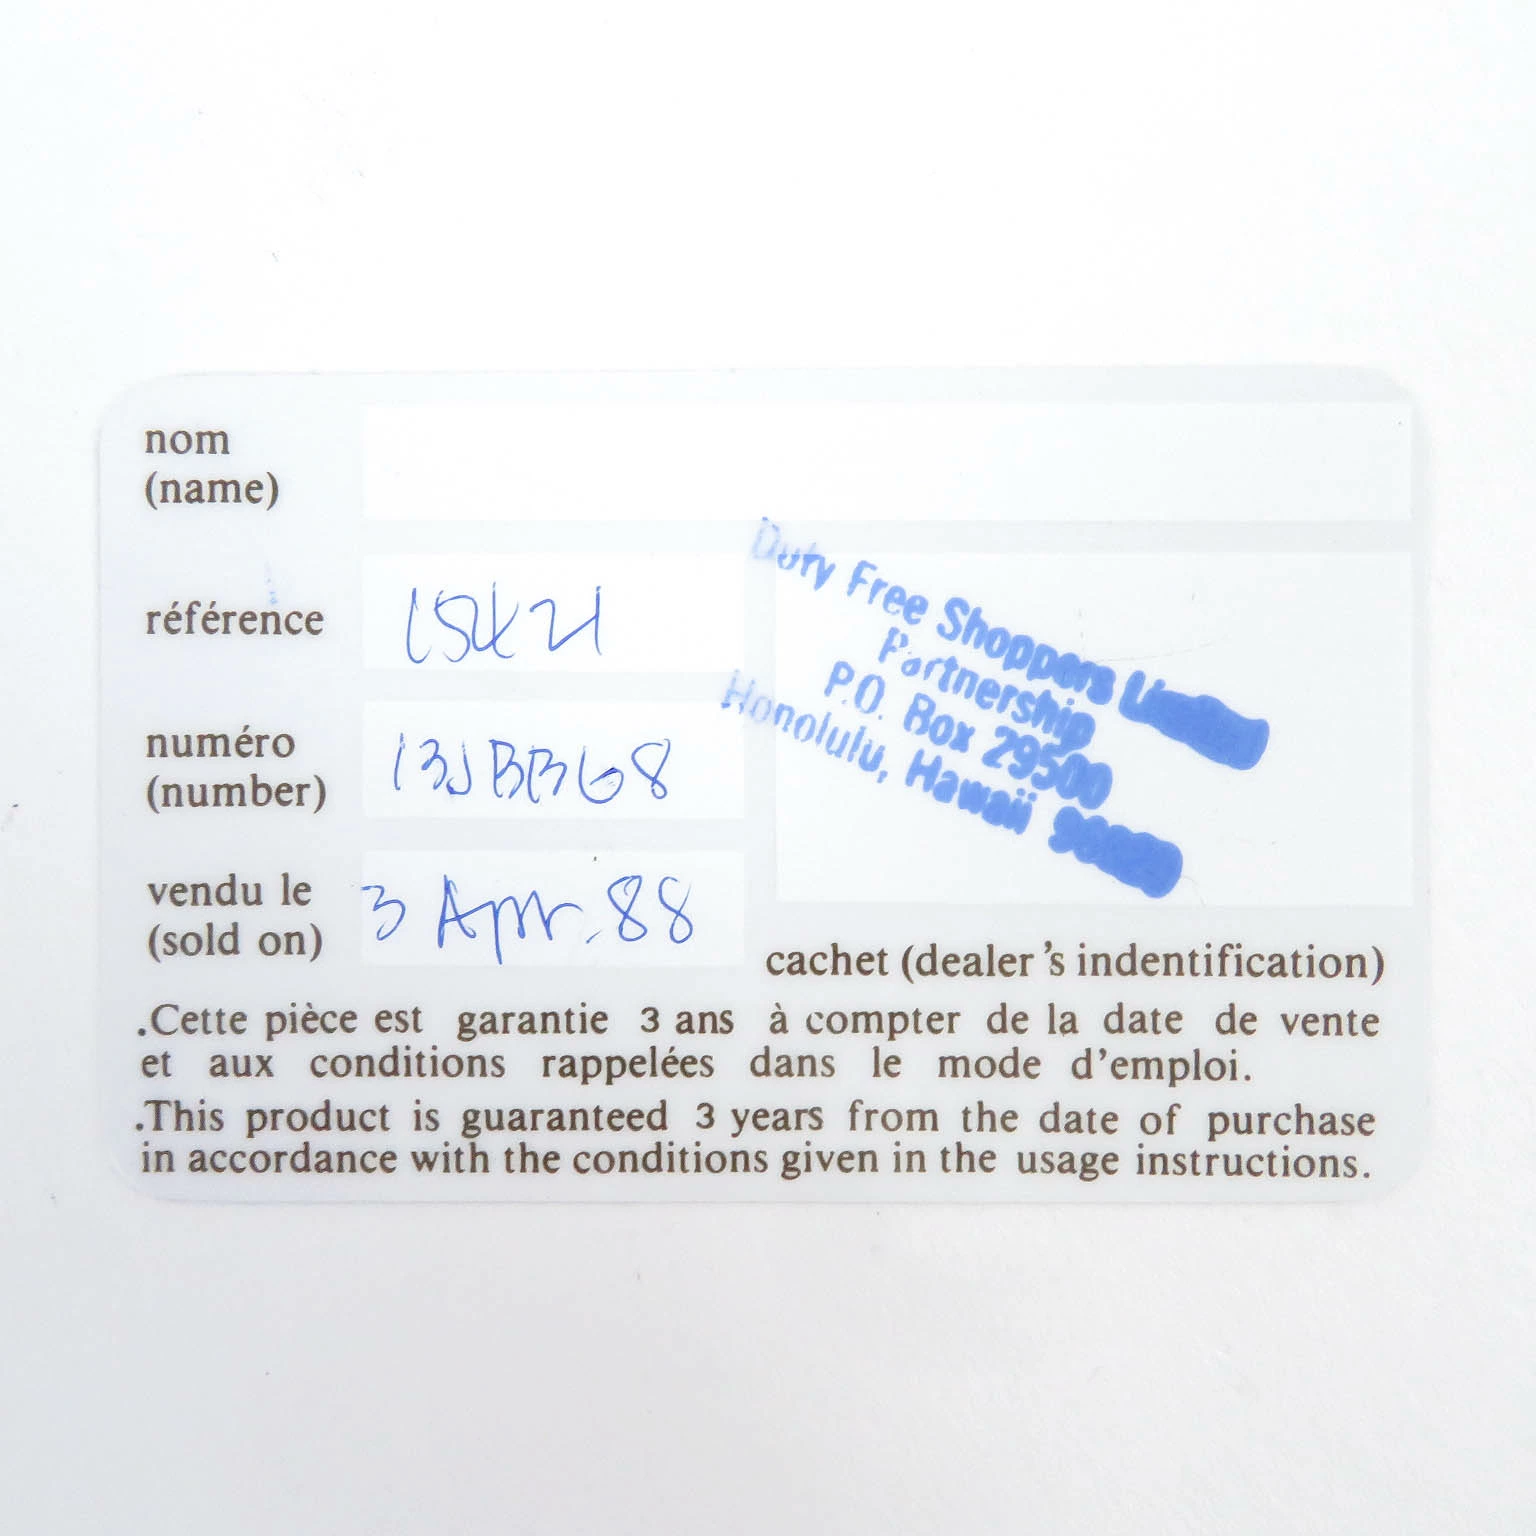 nom
(name)
référence 15421
numéro
(number) 13JBB68
vendu le
(sold on) 3 Apr. 88
Duty Free Shoppers
Partnership
P.O. Box 29500
Honolulu, Hawaii
cachet (dealer's indentification)
.Cette pièce est garantie 3 ans à compter de la date de vente
et aux conditions rappelées dans le mode d'emploi.
.This product is guaranteed 3 years from the date of purchase
in accordance with the conditions given in the usage instructions.